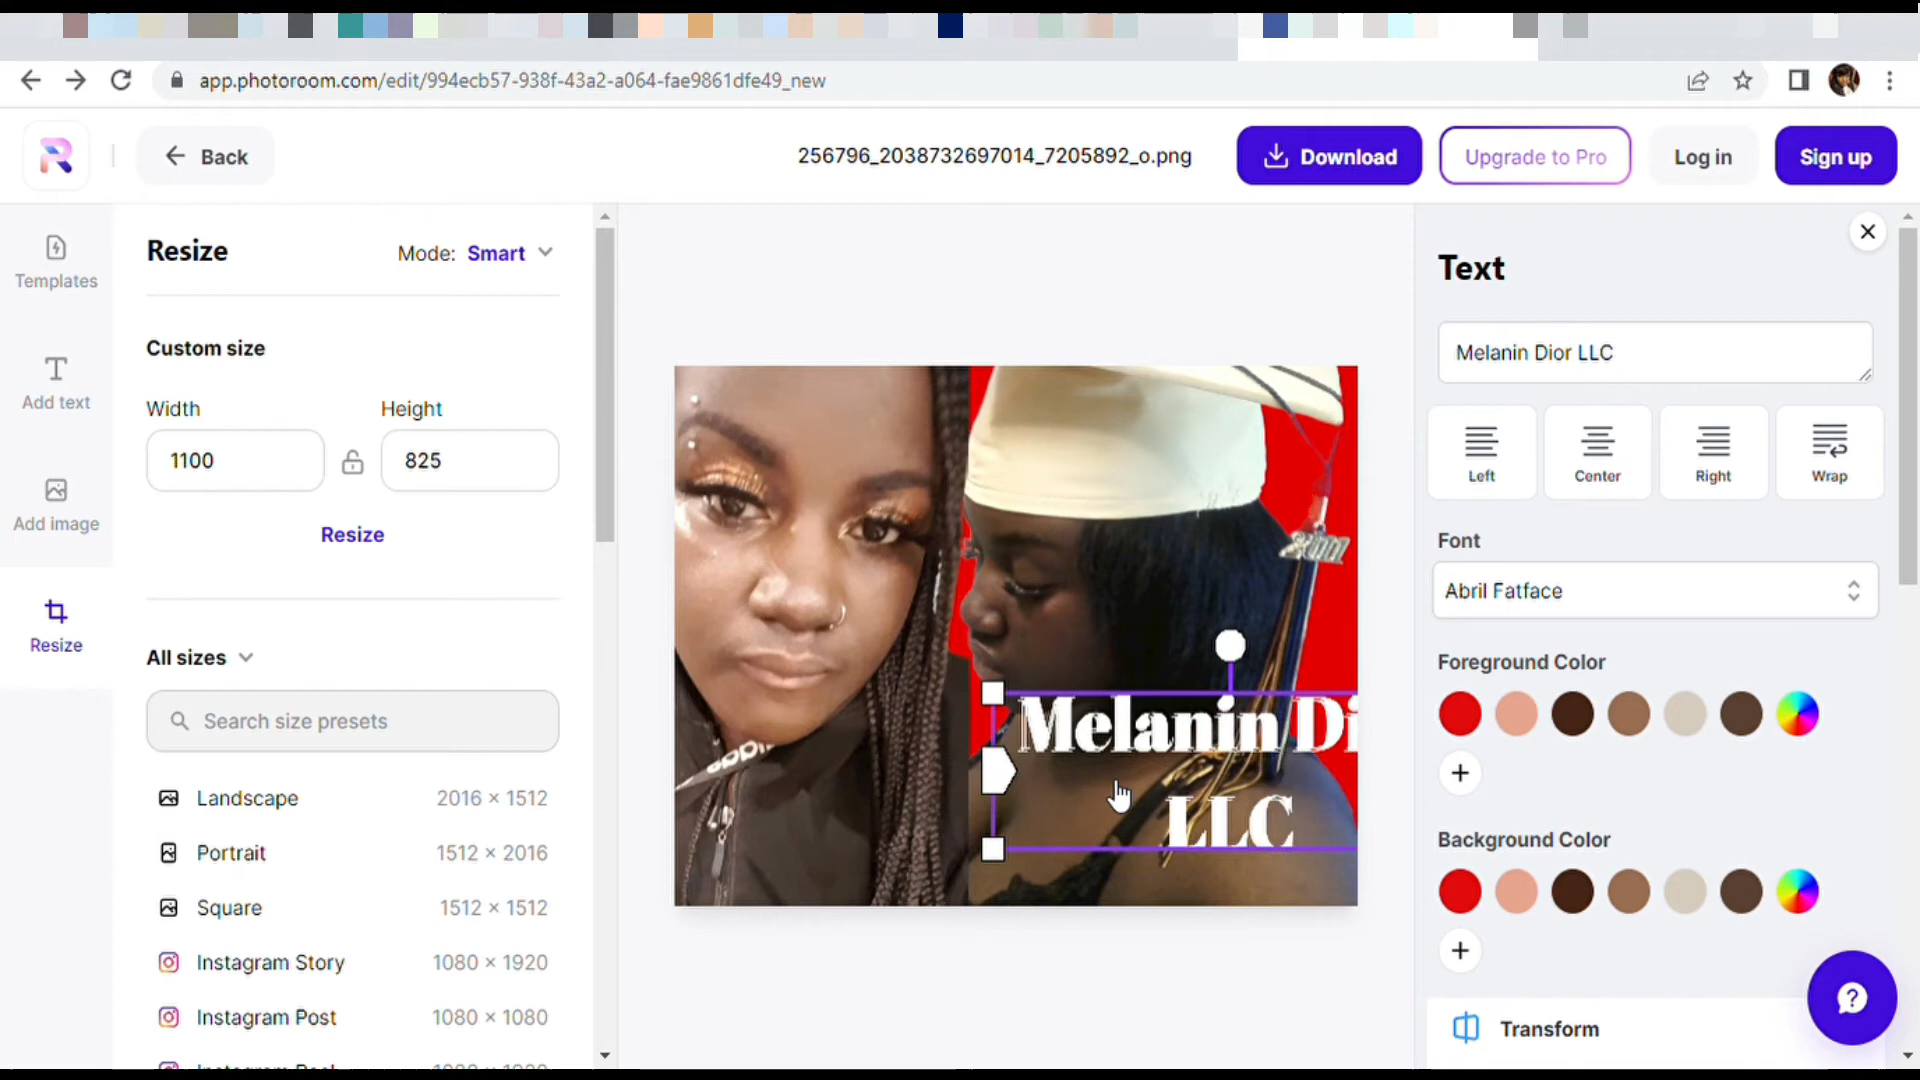 app.photoroom.com/edit/994ecb57-938f-43a2-a064-fae9861dfe49_new
Back
256796_2038732697014_7205892_o.png
Download
Upgrade to Pro
Log in
Sign up
Templates
Add text
Add image
Resize
Resize
Mode: Smart
Custom size
Width
Height
1100
825
Resize
All sizes
Search size presets
Landscape 2016 × 1512
Portrait 1512 × 2016
Square 1512 × 1512
Instagram Story 1080 × 1920
Instagram Post 1080 × 1080
Melanin Di
LLC
Text
Melanin Dior LLC
Left
Center
Right
Wrap
Font
Abril Fatface
Foreground Color
+
Background Color
+
Transform
?